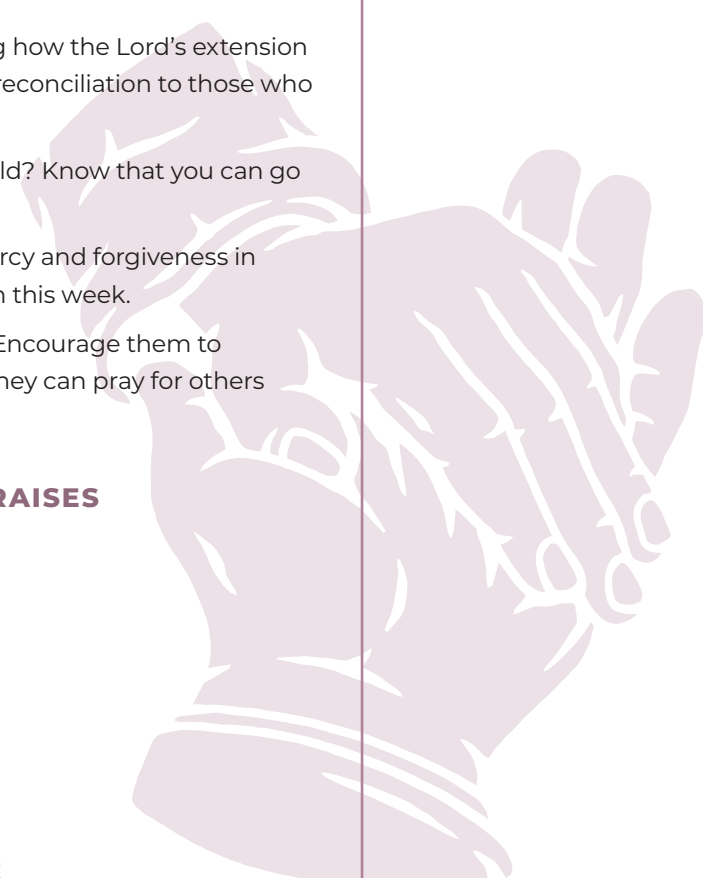 g how the Lord’s extension
reconciliation to those who
ld? Know that you can go
rcy and forgiveness in
n this week.
Encourage them to
hey can pray for others
RAISES